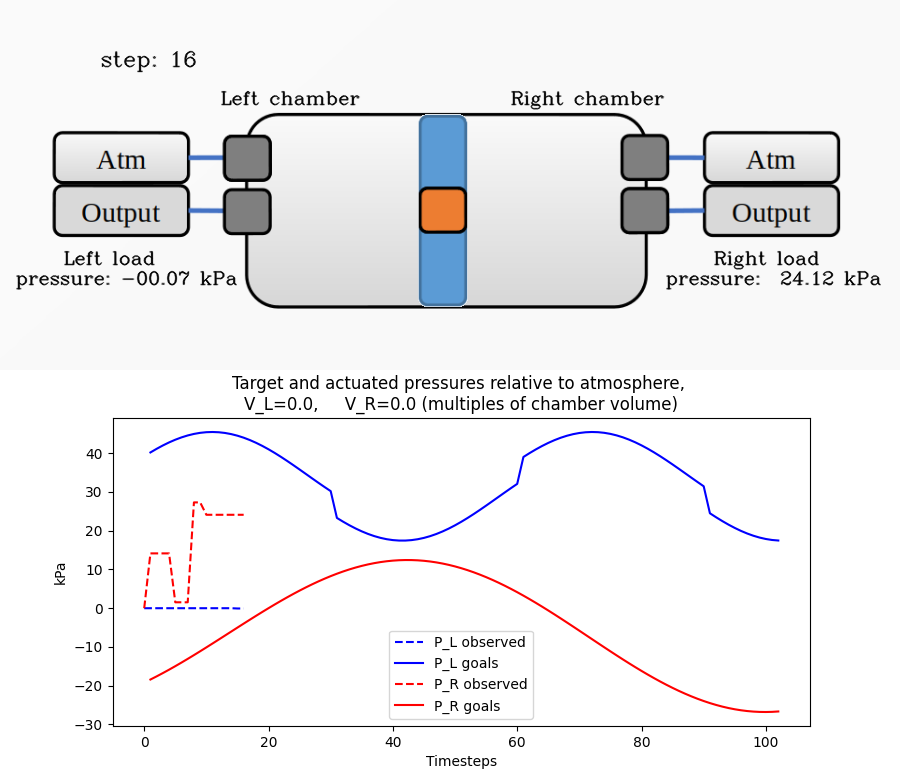 step: 16
Left chamber
Right chamber
Atm
Atm
Output
Output
Left load
pressure: -00.07 kPa
Right load
pressure:  24.12 kPa
Target and actuated pressures relative to atmosphere,
V_L=0.0,     V_R=0.0 (multiples of chamber volume)
kPa
40
30
20
10
0
−10
−20
−30
P_L observed
P_L goals
P_R observed
P_R goals
0
20
40
60
80
100
Timesteps